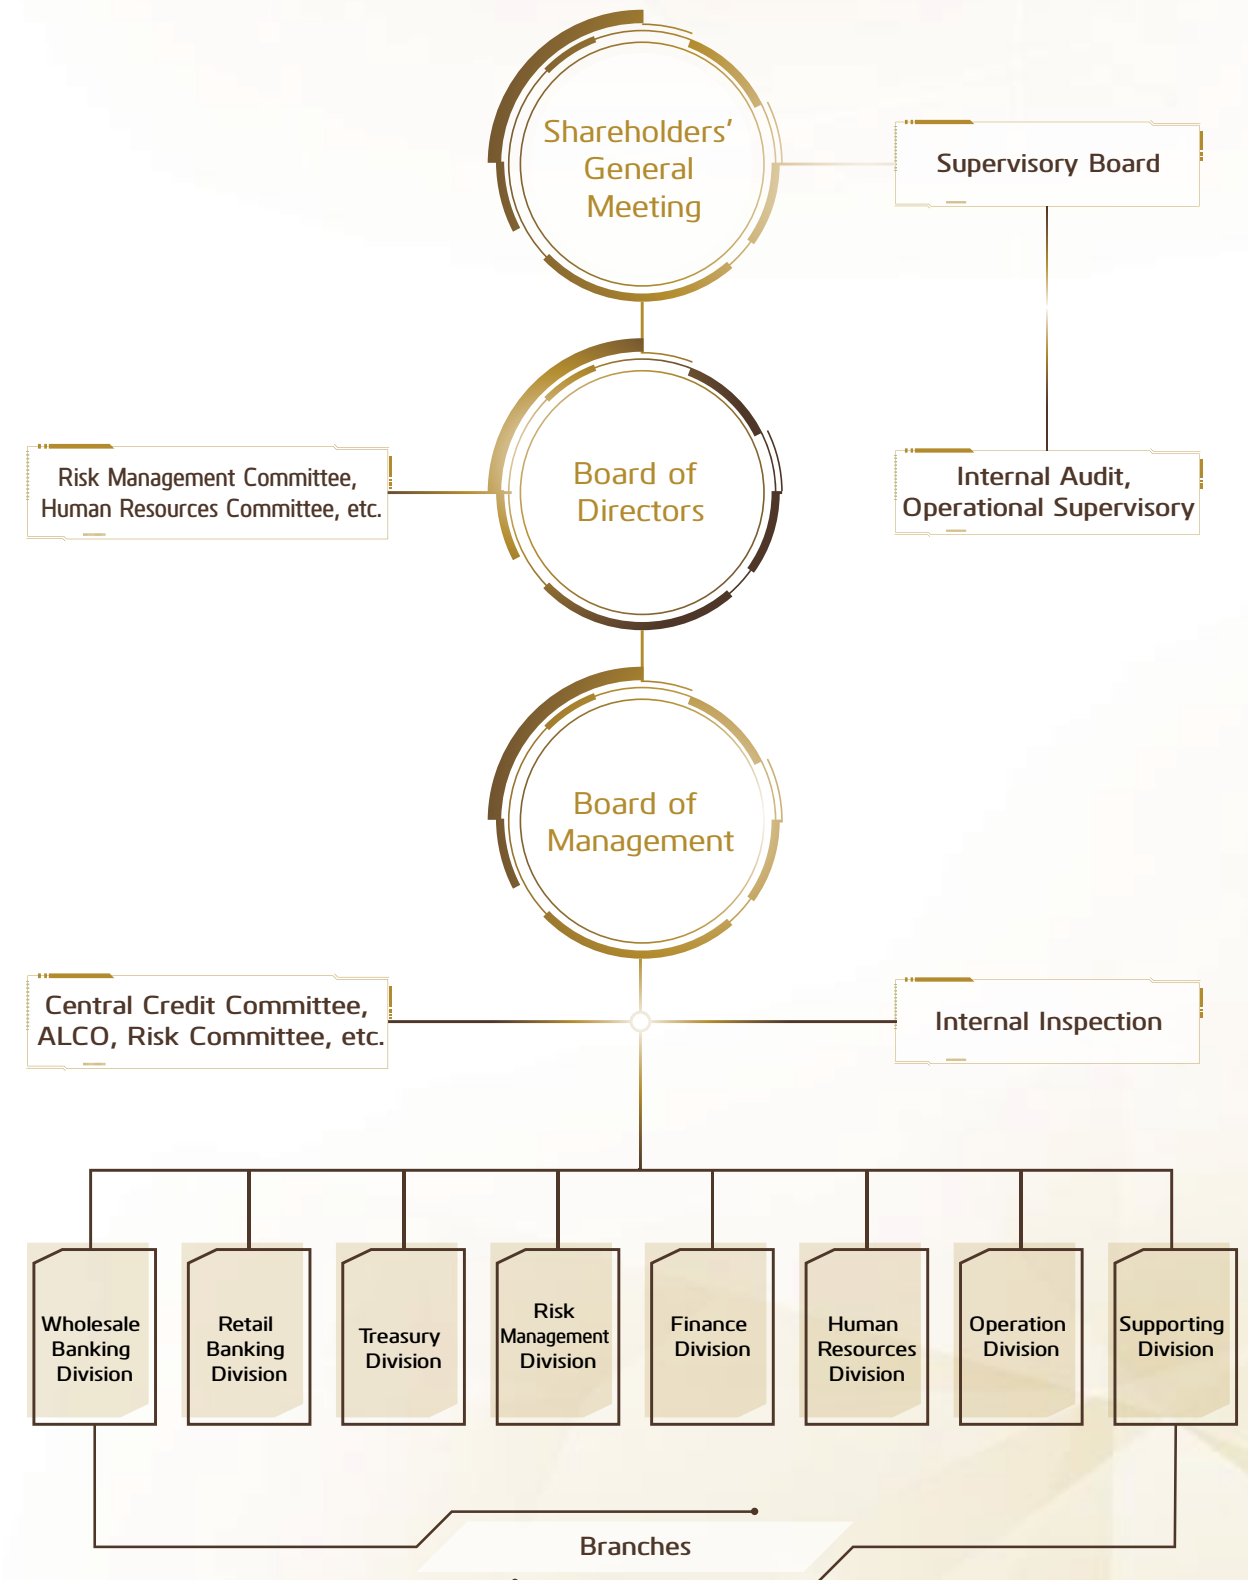 Shareholders'
General
Meeting
Supervisory Board
Risk Management Committee,
Human Resources Committee, etc.
Board of
Directors
Internal Audit,
Operational Supervisory
Board of
Management
Central Credit Committee,
ALCO, Risk Committee, etc.
Internal Inspection
Wholesale
Banking
Division
Retail
Banking
Division
Treasury
Division
Risk
Management
Division
Finance
Division
Human
Resources
Division
Operation
Division
Supporting
Division
Branches